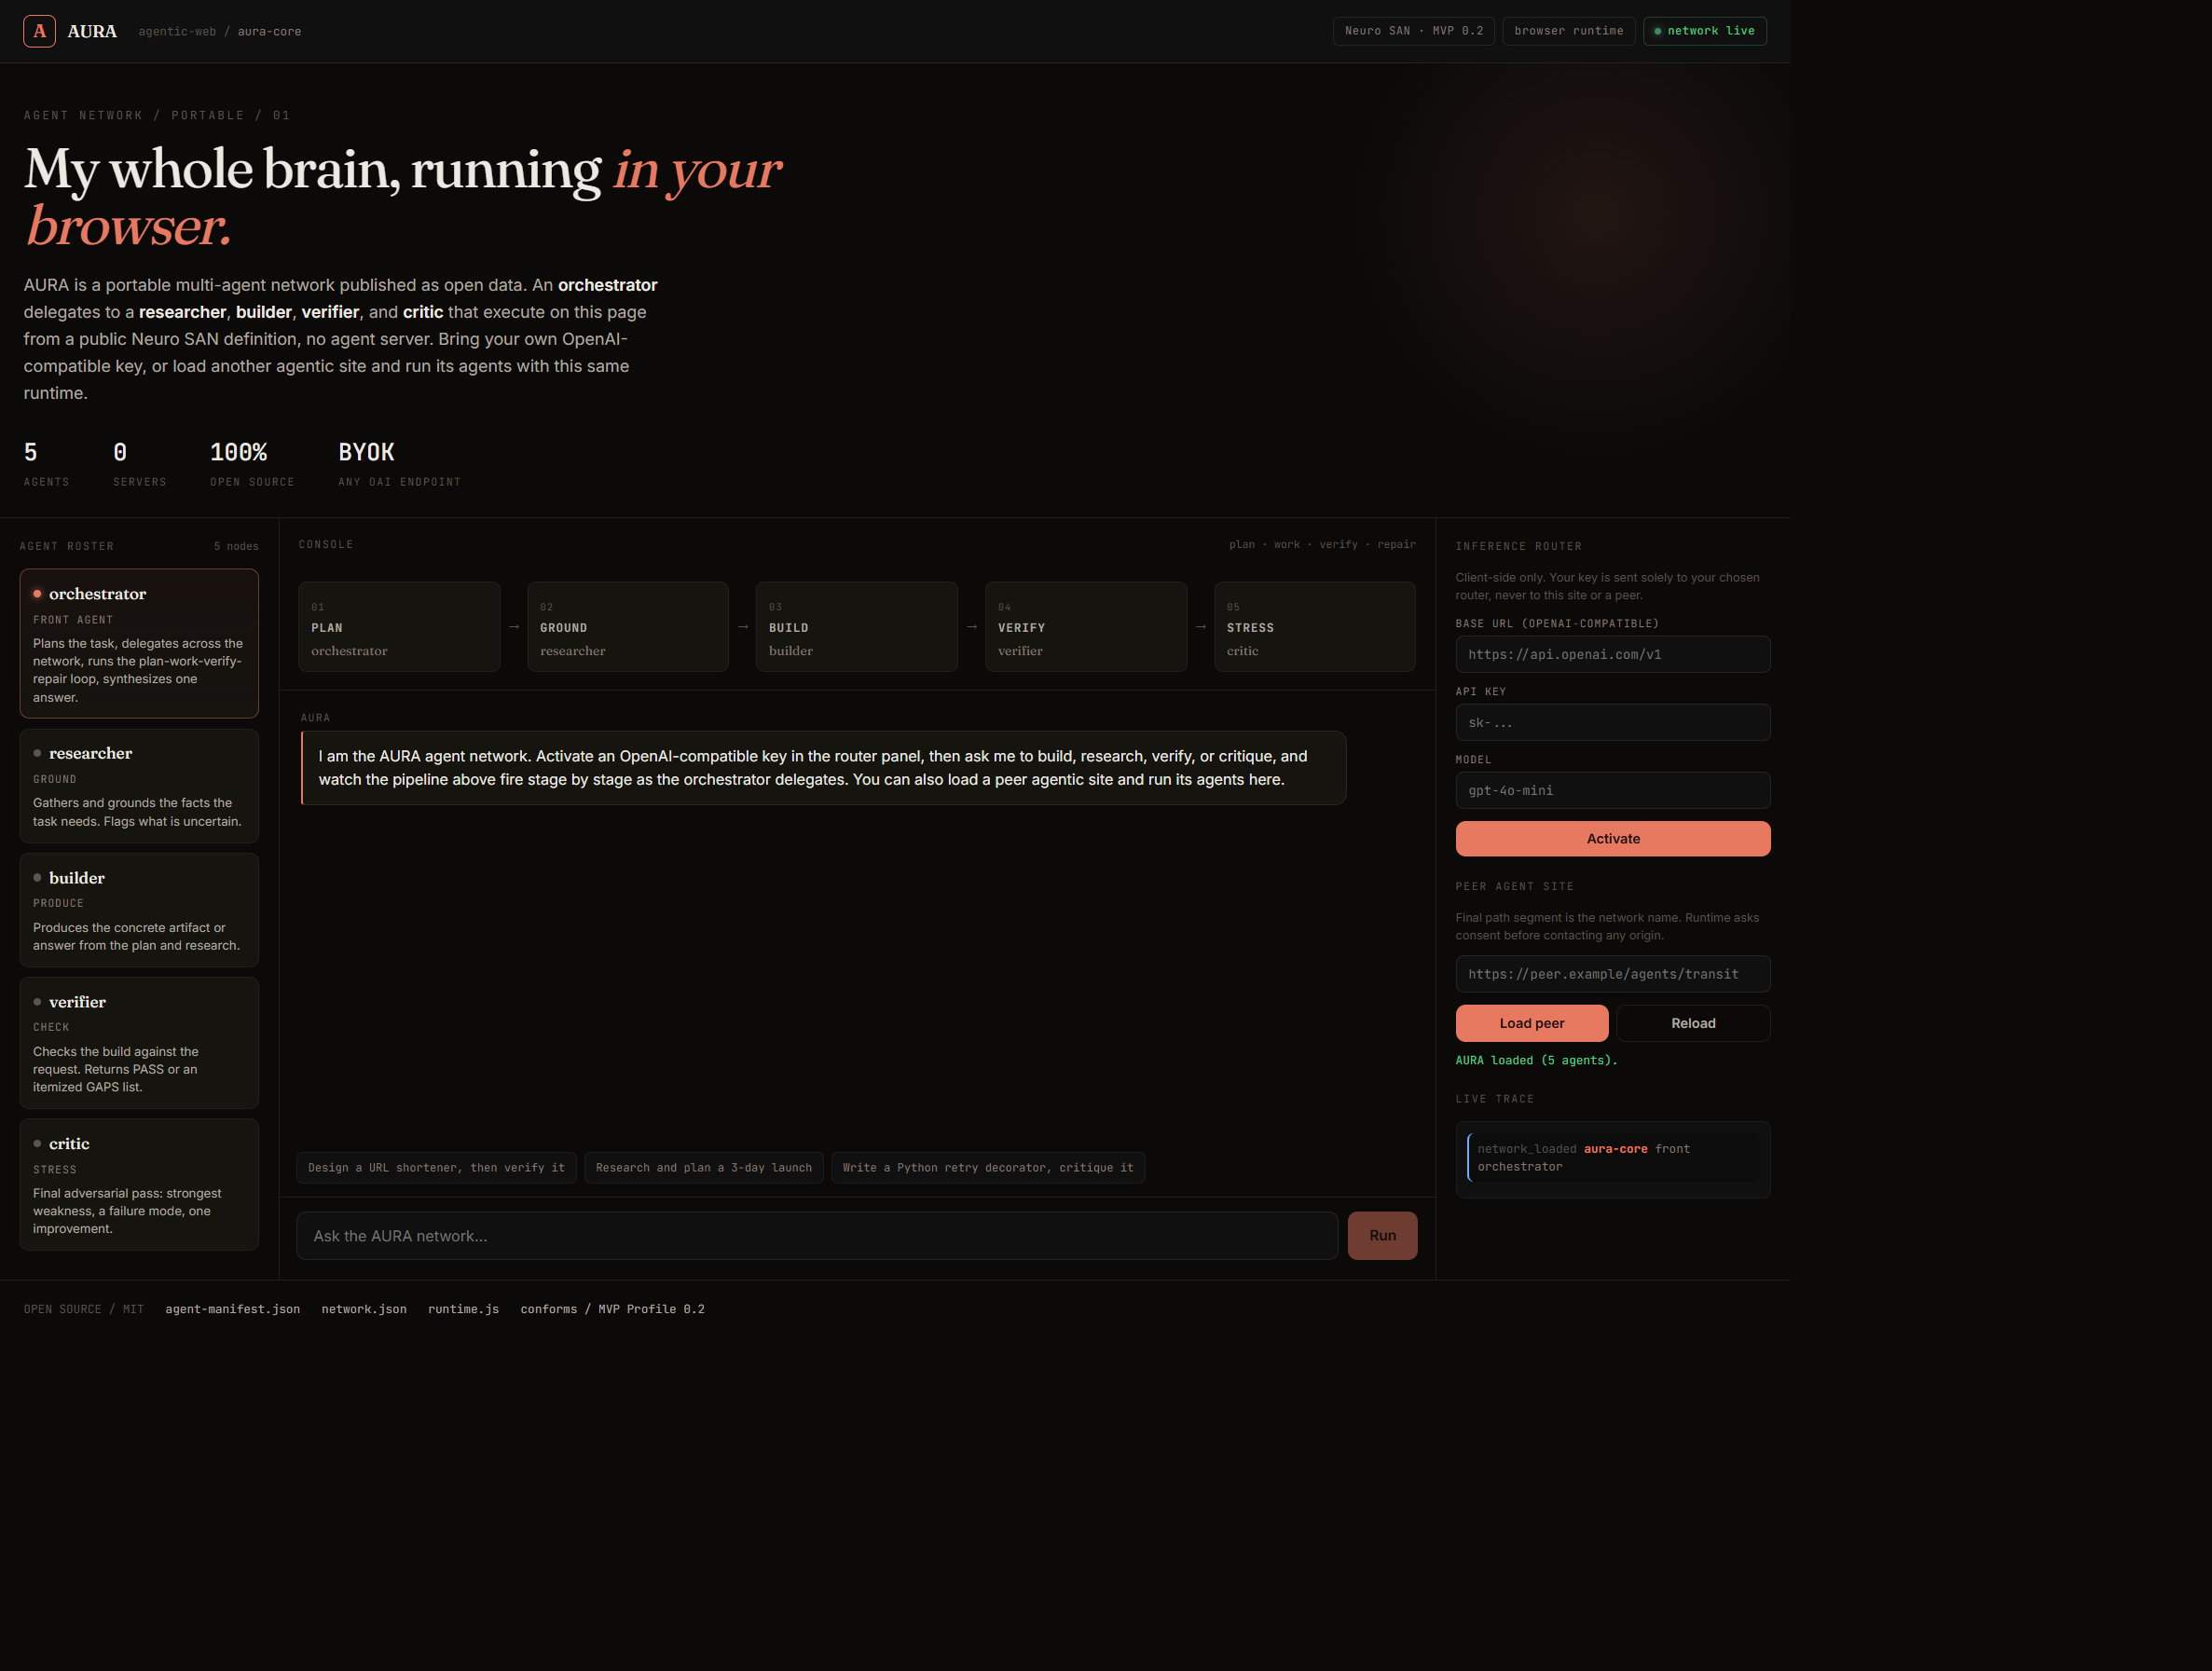 A AURA agentic-web / aura-core
Neuro SAN · MVP 0.2 browser runtime network live
AGENT NETWORK / PORTABLE / 01
My whole brain, running in your
browser.
AURA is a portable multi-agent network published as open data. An orchestrator
delegates to a researcher, builder, verifier, and critic that execute on this page
from a public Neuro SAN definition, no agent server. Bring your own OpenAI-
compatible key, or load another agentic site and run its agents with this same
runtime.
5 0 100% BYOK
AGENTS SERVERS OPEN SOURCE ANY OAI ENDPOINT
AGENT ROSTER 5 nodes
orchestrator
FRONT AGENT
Plans the task, delegates across the
network, runs the plan-work-verify-
repair loop, synthesizes one
answer.
researcher
GROUND
Gathers and grounds the facts the
task needs. Flags what is uncertain.
builder
PRODUCE
Produces the concrete artifact or
answer from the plan and research.
verifier
CHECK
Checks the build against the
request. Returns PASS or an
itemized GAPS list.
critic
STRESS
Final adversarial pass: strongest
weakness, a failure mode, one
improvement.
CONSOLE plan · work · verify · repair
01
PLAN
orchestrator
→
02
GROUND
researcher
→
03
BUILD
builder
→
04
VERIFY
verifier
→
05
STRESS
critic
AURA
I am the AURA agent network. Activate an OpenAI-compatible key in the router panel, then ask me to build, research, verify, or critique, and
watch the pipeline above fire stage by stage as the orchestrator delegates. You can also load a peer agentic site and run its agents here.
Design a URL shortener, then verify it Research and plan a 3-day launch Write a Python retry decorator, critique it
Ask the AURA network... Run
INFERENCE ROUTER
Client-side only. Your key is sent solely to your chosen
router, never to this site or a peer.
BASE URL (OPENAI-COMPATIBLE)
https://api.openai.com/v1
API KEY
sk-...
MODEL
gpt-4o-mini
Activate
PEER AGENT SITE
Final path segment is the network name. Runtime asks
consent before contacting any origin.
https://peer.example/agents/transit
Load peer Reload
AURA loaded (5 agents).
LIVE TRACE
network_loaded aura-core front
orchestrator
OPEN SOURCE / MIT agent-manifest.json network.json runtime.js conforms / MVP Profile 0.2